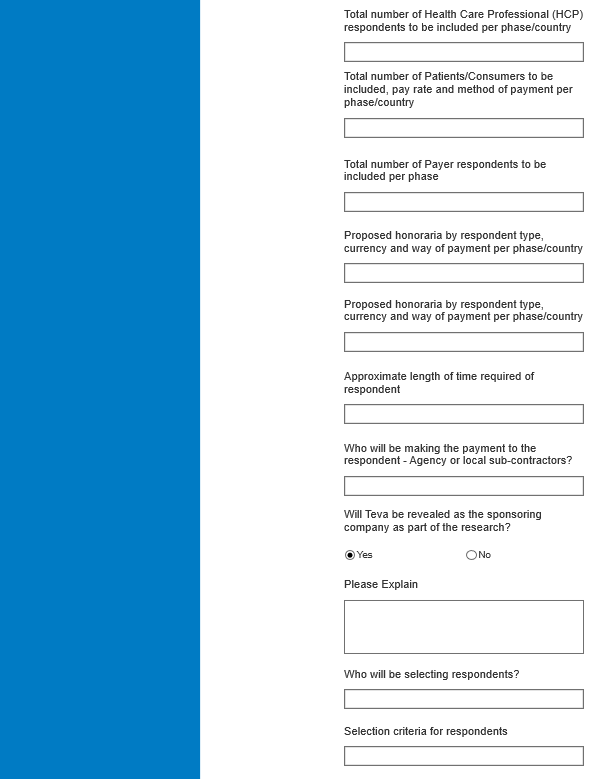 Total number of Health Care Professional (HCP)
respondents to be included per phase/country
Total number of Patients/Consumers to be
included, pay rate and method of payment per
phase/country
Total number of Payer respondents to be
included per phase
Proposed honoraria by respondent type,
currency and way of payment per phase/country
Proposed honoraria by respondent type,
currency and way of payment per phase/country
Approximate length of time required of
respondent
Who will be making the payment to the
respondent - Agency or local sub-contractors?
Will Teva be revealed as the sponsoring
company as part of the research?
Yes No
Please Explain
Who will be selecting respondents?
Selection criteria for respondents